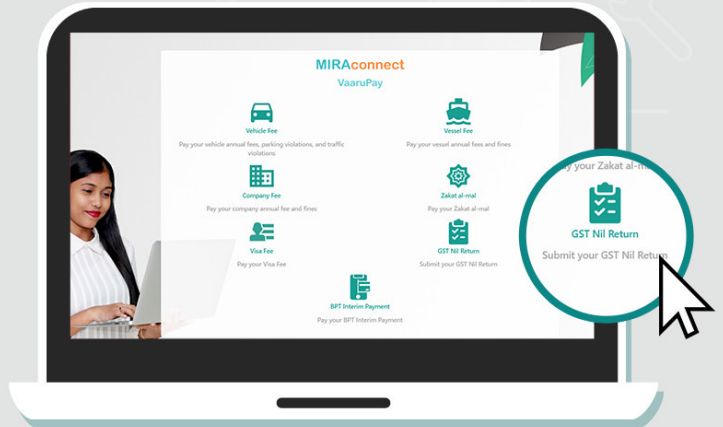 MIRAconnect
VaaruPay
Vehicle Fee
Pay your vehicle annual fees, parking violations, and traffic
violations
Vessel Fee
Pay your vessel annual fees and fines
Company Fee
Pay your company annual fee and fines
Zakat al-mal
Pay your Zakat al-mal
Visa Fee
Pay your Visa Fee
GST Nil Return
Submit your GST Nil Return
BPT Interim Payment
Pay your BPT Interim Payment
your Zakat al-m
GST Nil Return
Submit your GST Nil Return